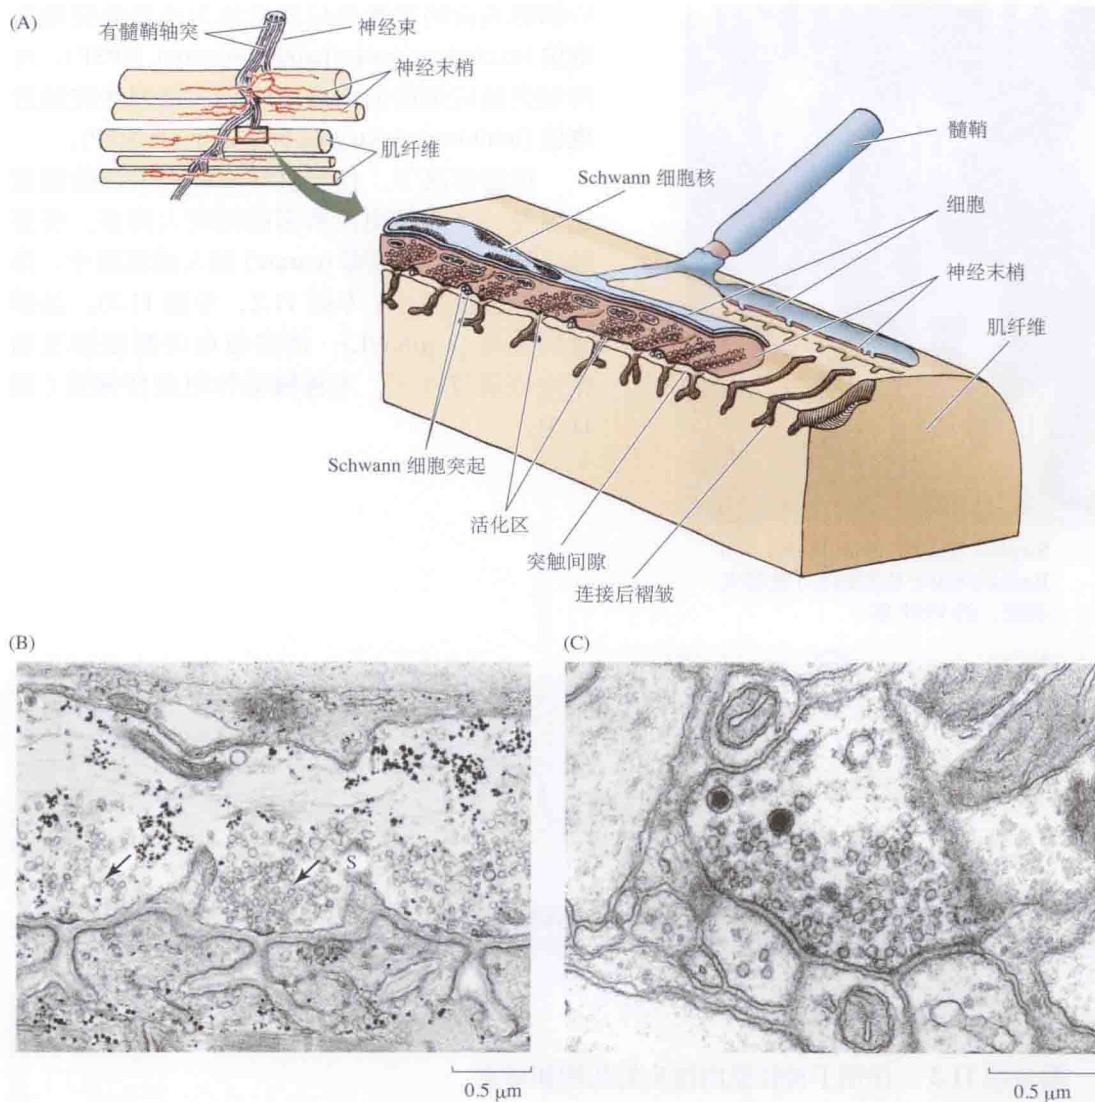 (A)
有髓鞘轴突
神经束
神经末梢
肌纤维
髓鞘
Schwann 细胞核
细胞
神经末梢
肌纤维
Schwann 细胞突起
活化区
突触间隙
连接后褶皱
(B)
(C)
S
0.5 μm
0.5 μm